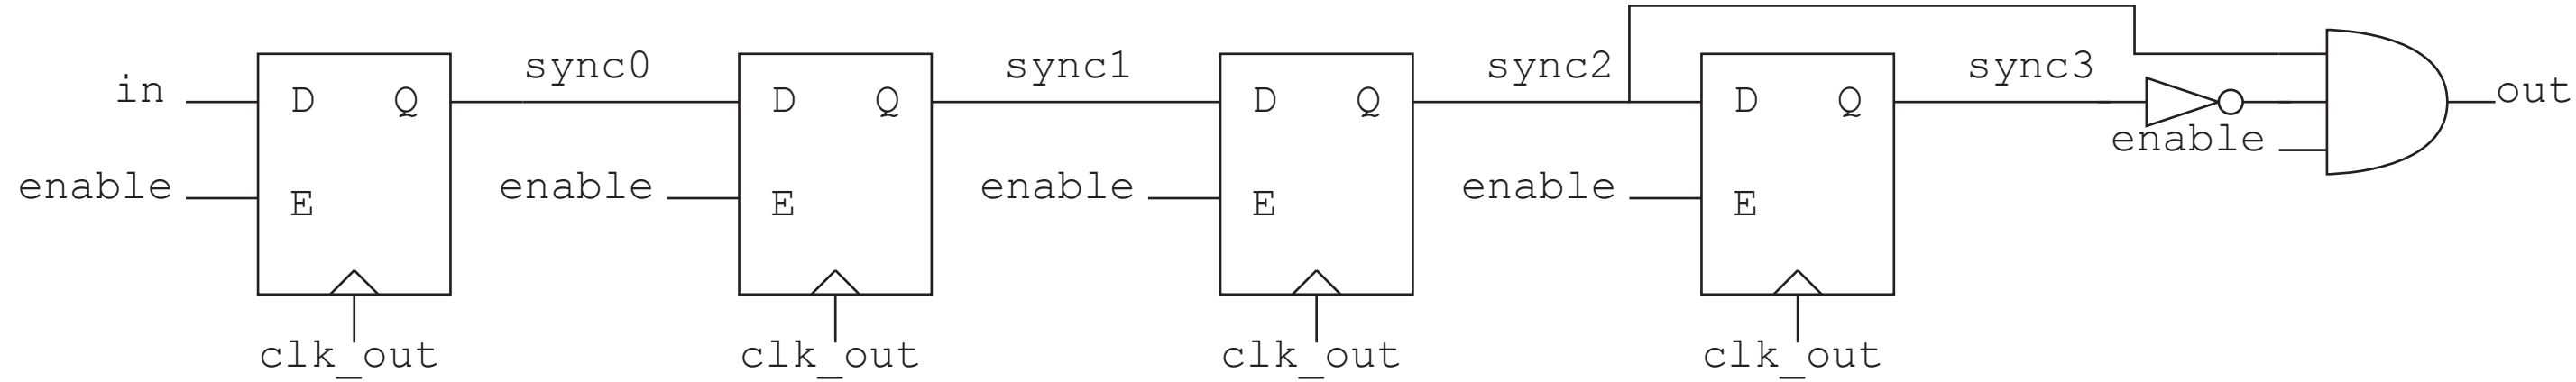 sync0 sync1 sync2 sync3
in D Q D Q D Q D Q out
enable
enable E enable E enable E enable E
clk_out clk_out clk_out clk_out